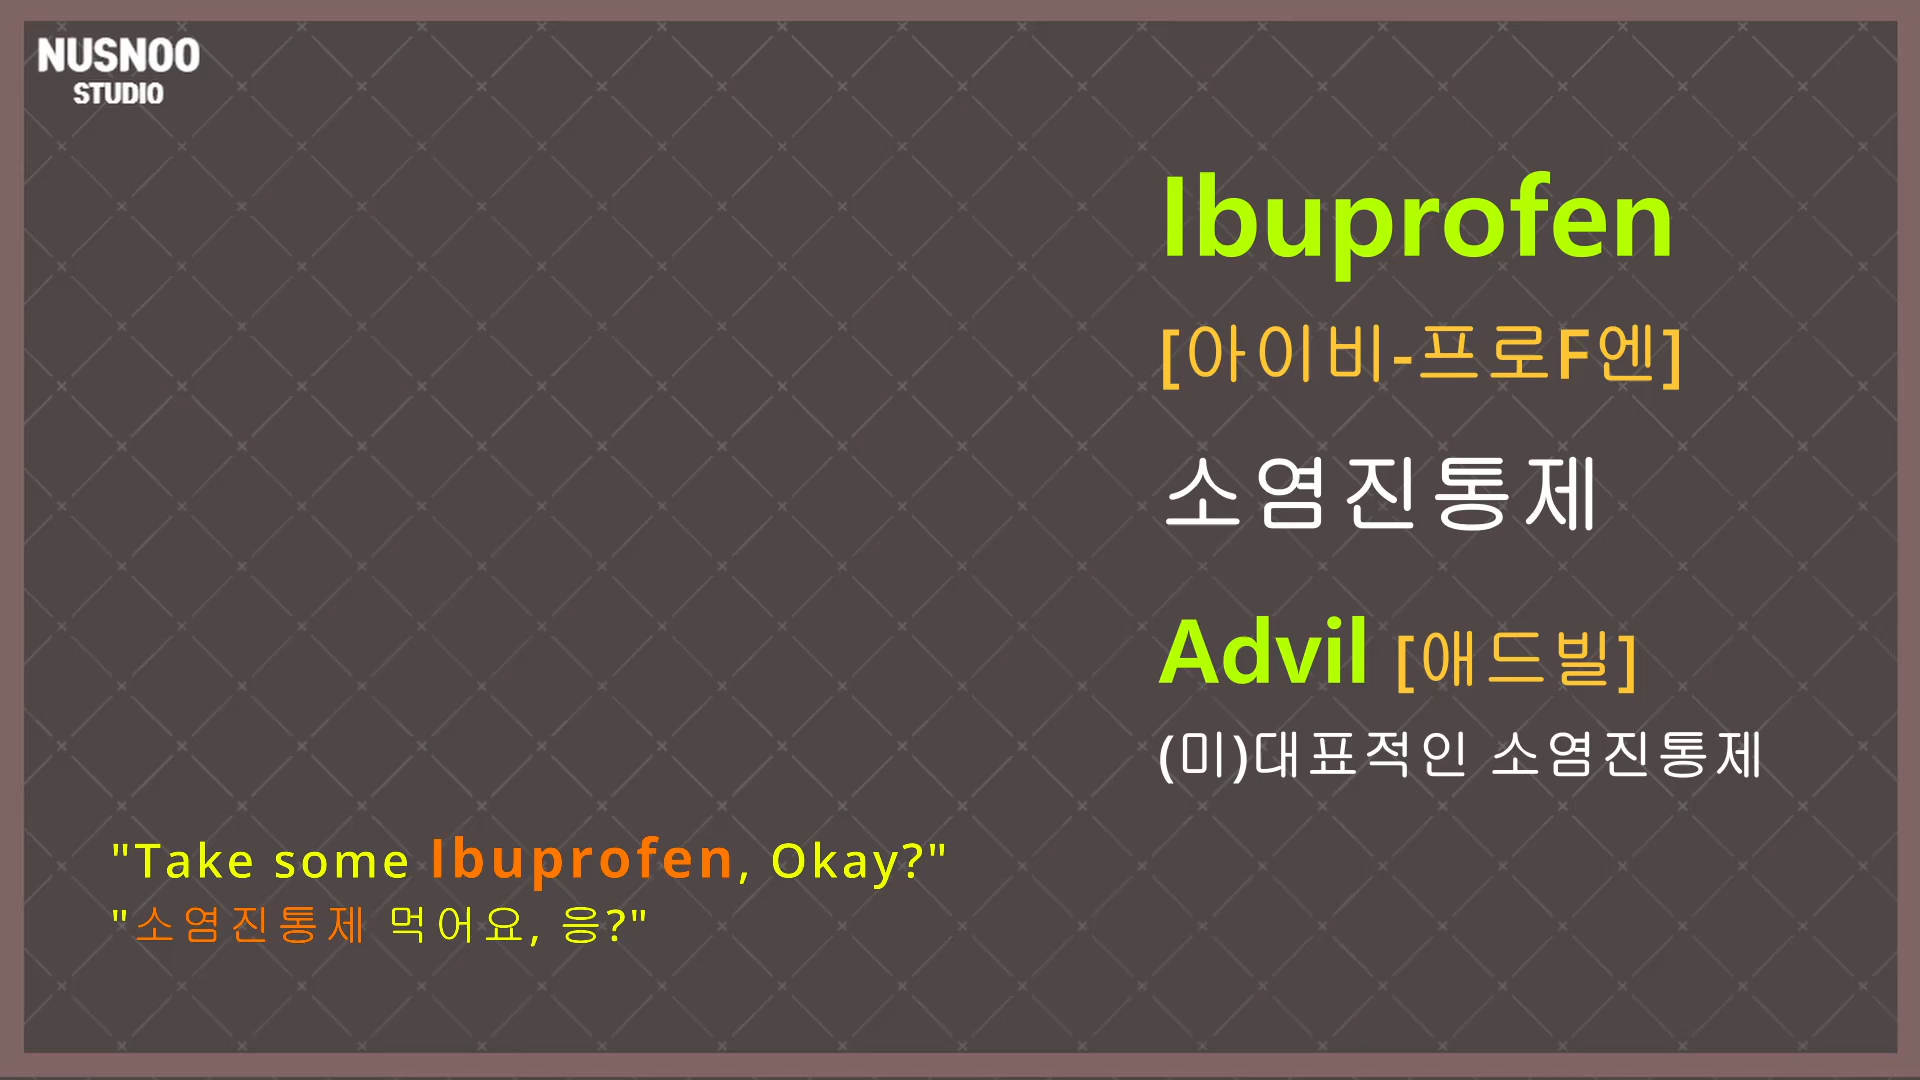 NUSNOO
STUDIO
Ibuprofen
[아이비-프로F엔]
소염진통제
Advil [애드빌]
(미)대표적인 소염진통제
"Take some Ibuprofen, Okay?"
"소염진통제 먹어요, 응?"